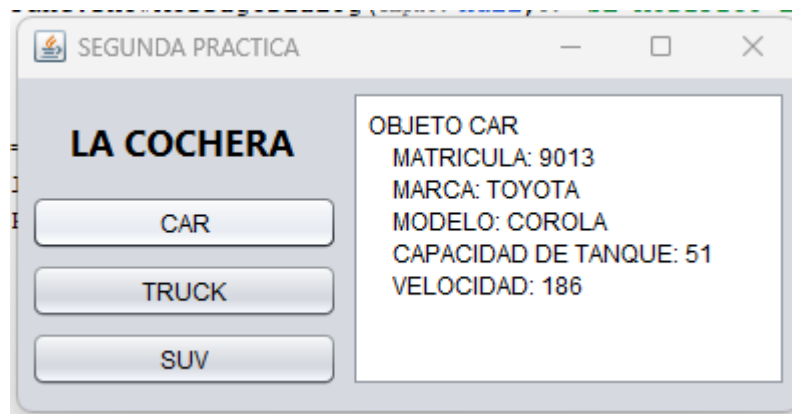 SEGUNDA PRACTICA
LA COCHERA
CAR
TRUCK
SUV
OBJETO CAR
MATRICULA: 9013
MARCA: TOYOTA
MODELO: COROLA
CAPACIDAD DE TANQUE: 51
VELOCIDAD: 186